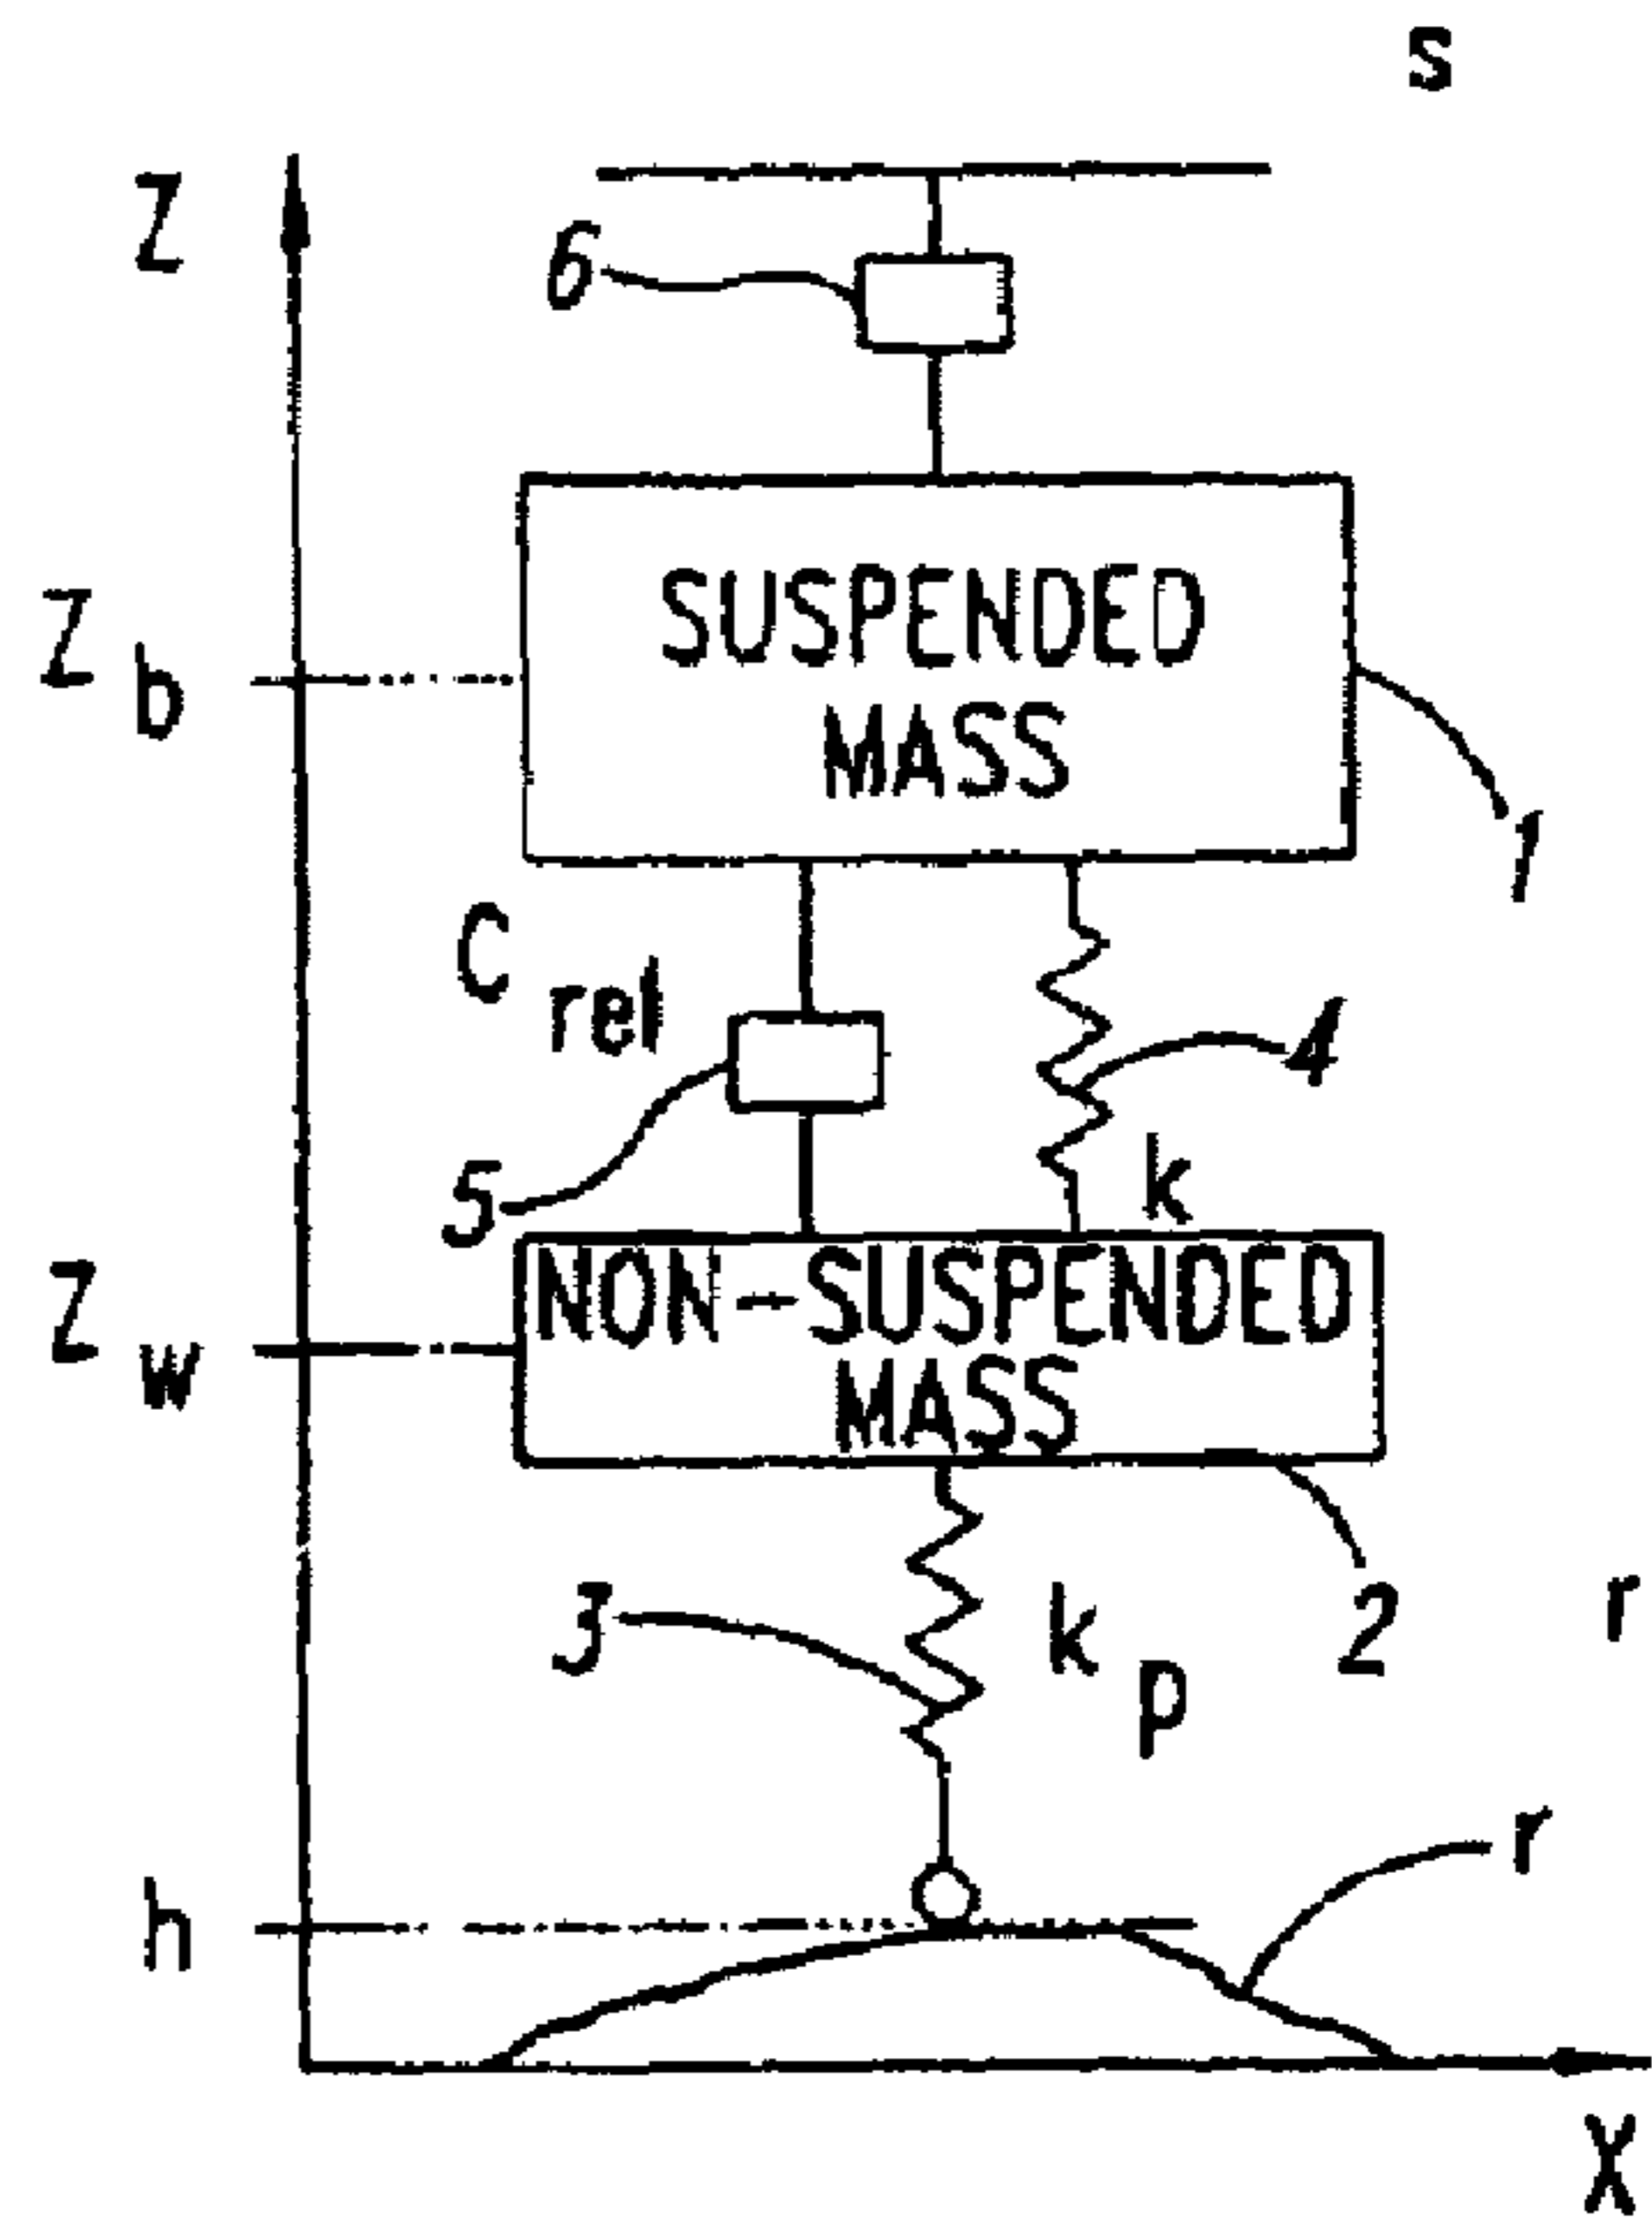 s
Z
6
SUSPENDED
MASS
Z b
1
C rel
4
5
k
Z w
NON-SUSPENDED
MASS
3
k p
2
r
r
h
X